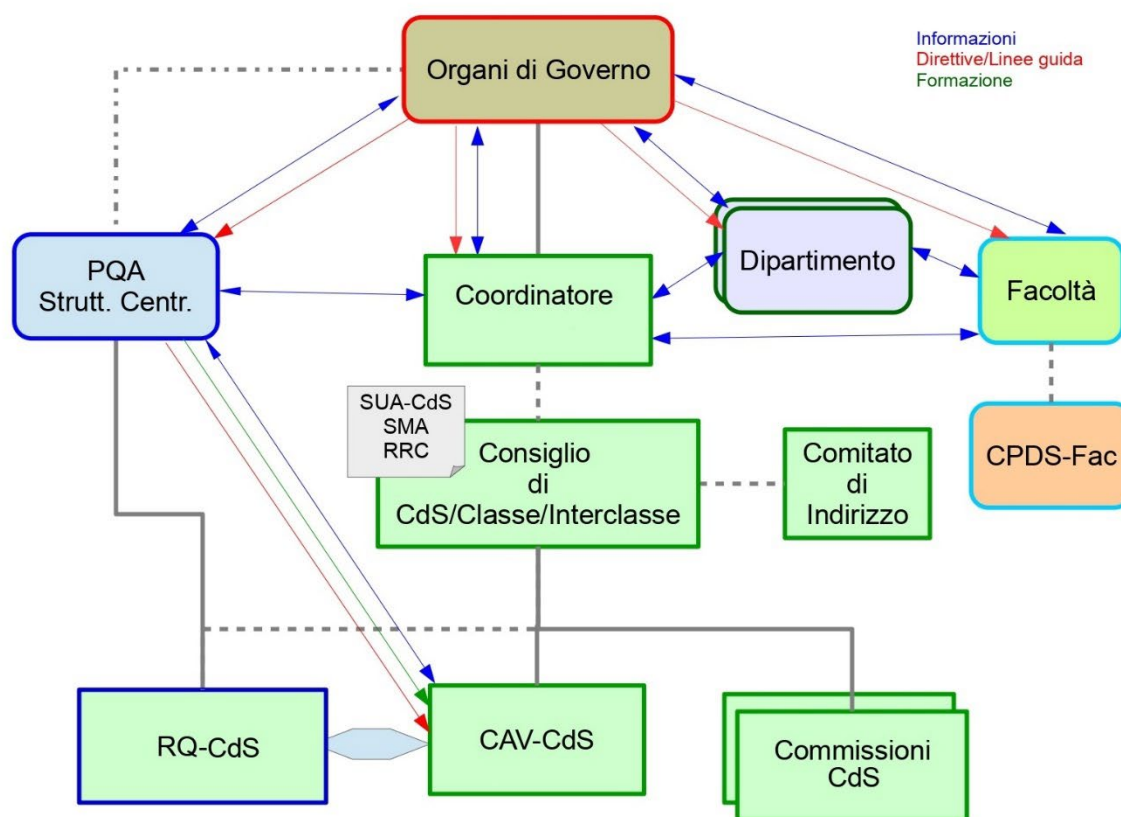 Organi di Governo
Informazioni
Direttive/Linee guida
Formazione
PQA
Strutt. Centr.
Coordinatore
Dipartimento
Facoltà
SUA-CdS
SMA
RRC
Consiglio
di
CdS/Classe/Interclasse
Comitato
di
Indirizzo
CPDS-Fac
RQ-CdS
CAV-CdS
Commissioni
CdS